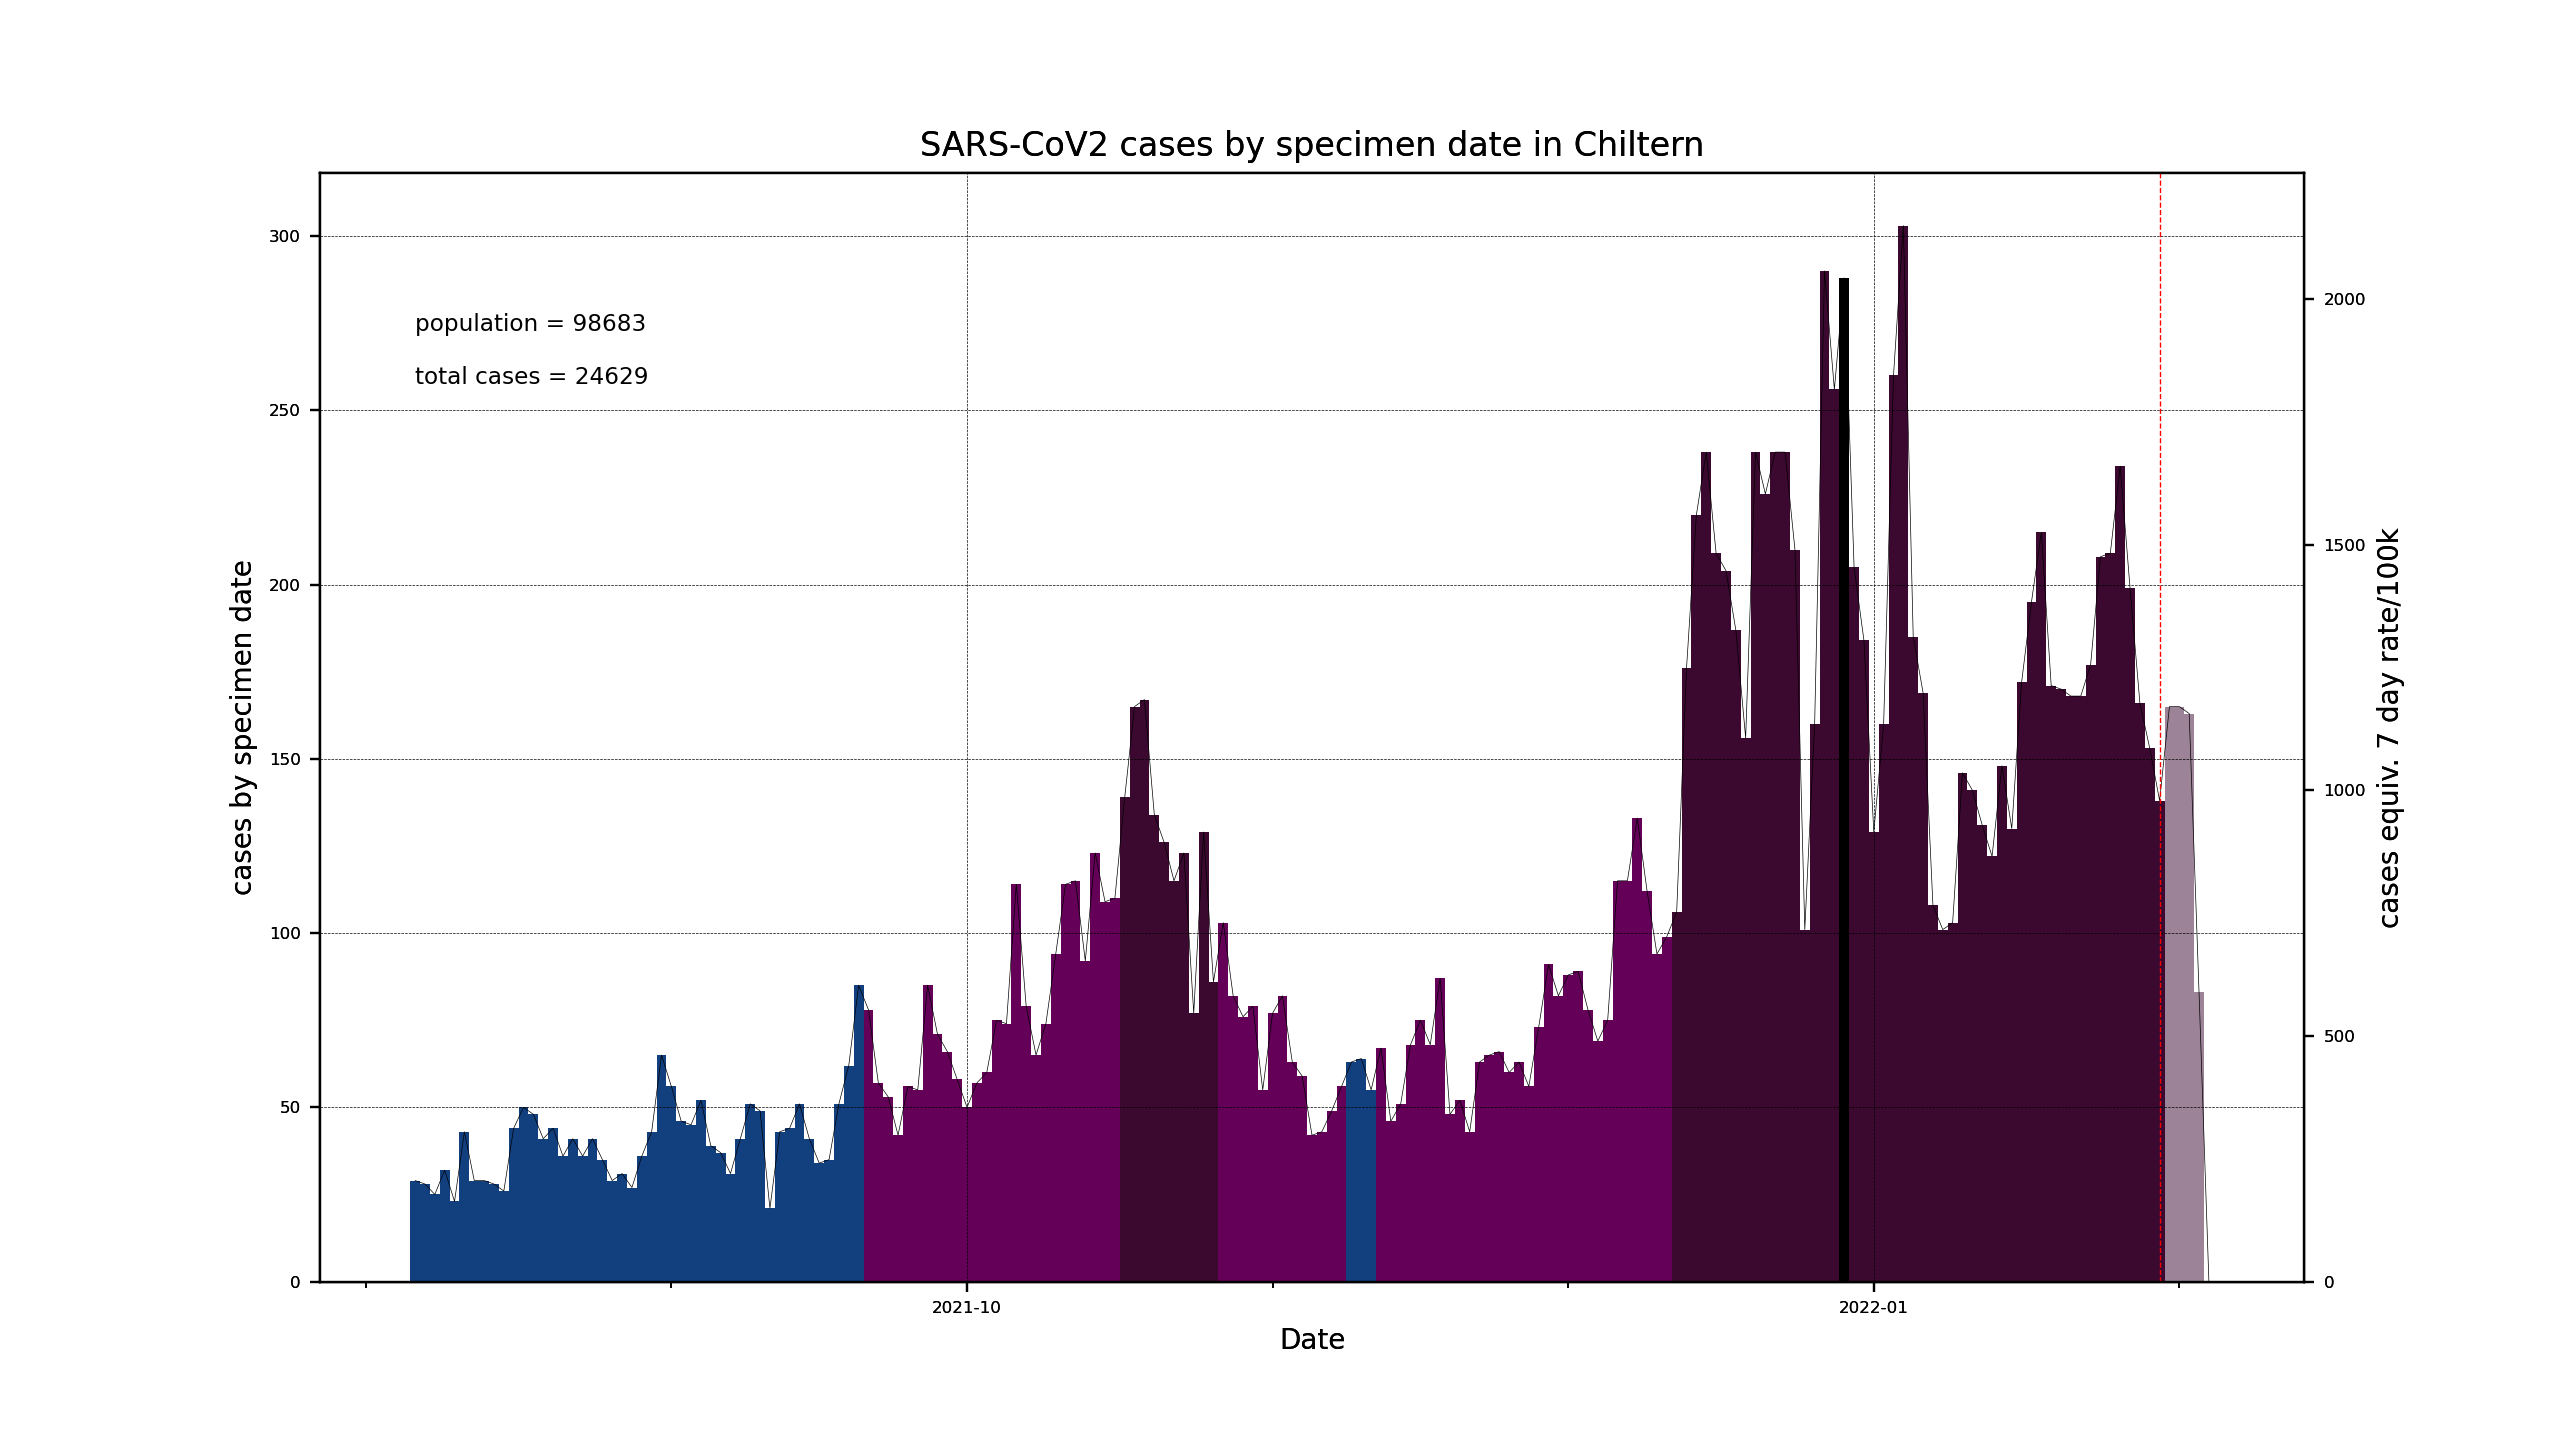 SARS-CoV2 cases by specimen date in Chiltern
population = 98683
total cases = 24629
cases by specimen date
300
250
200
150
100
50
0
2000
1500
1000
500
0
cases equiv. 7 day rate/100k
2021-10
2022-01
Date